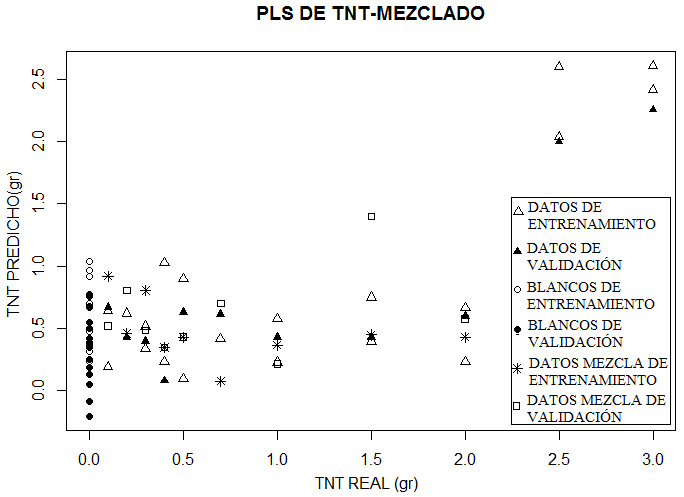 PLS DE TNT-MEZCLADO
TNT PREDICHO(gr)
2.5
2.0
1.5
1.0
0.5
0.0
0.0 0.5 1.0 1.5 2.0 2.5 3.0
TNT REAL (gr)
DATOS DE
ENTRENAMIENTO
DATOS DE
VALIDACIÓN
BLANCOS DE
ENTRENAMIENTO
BLANCOS DE
VALIDACIÓN
DATOS MEZCLA DE
ENTRENAMIENTO
DATOS MEZCLA DE
VALIDACIÓN